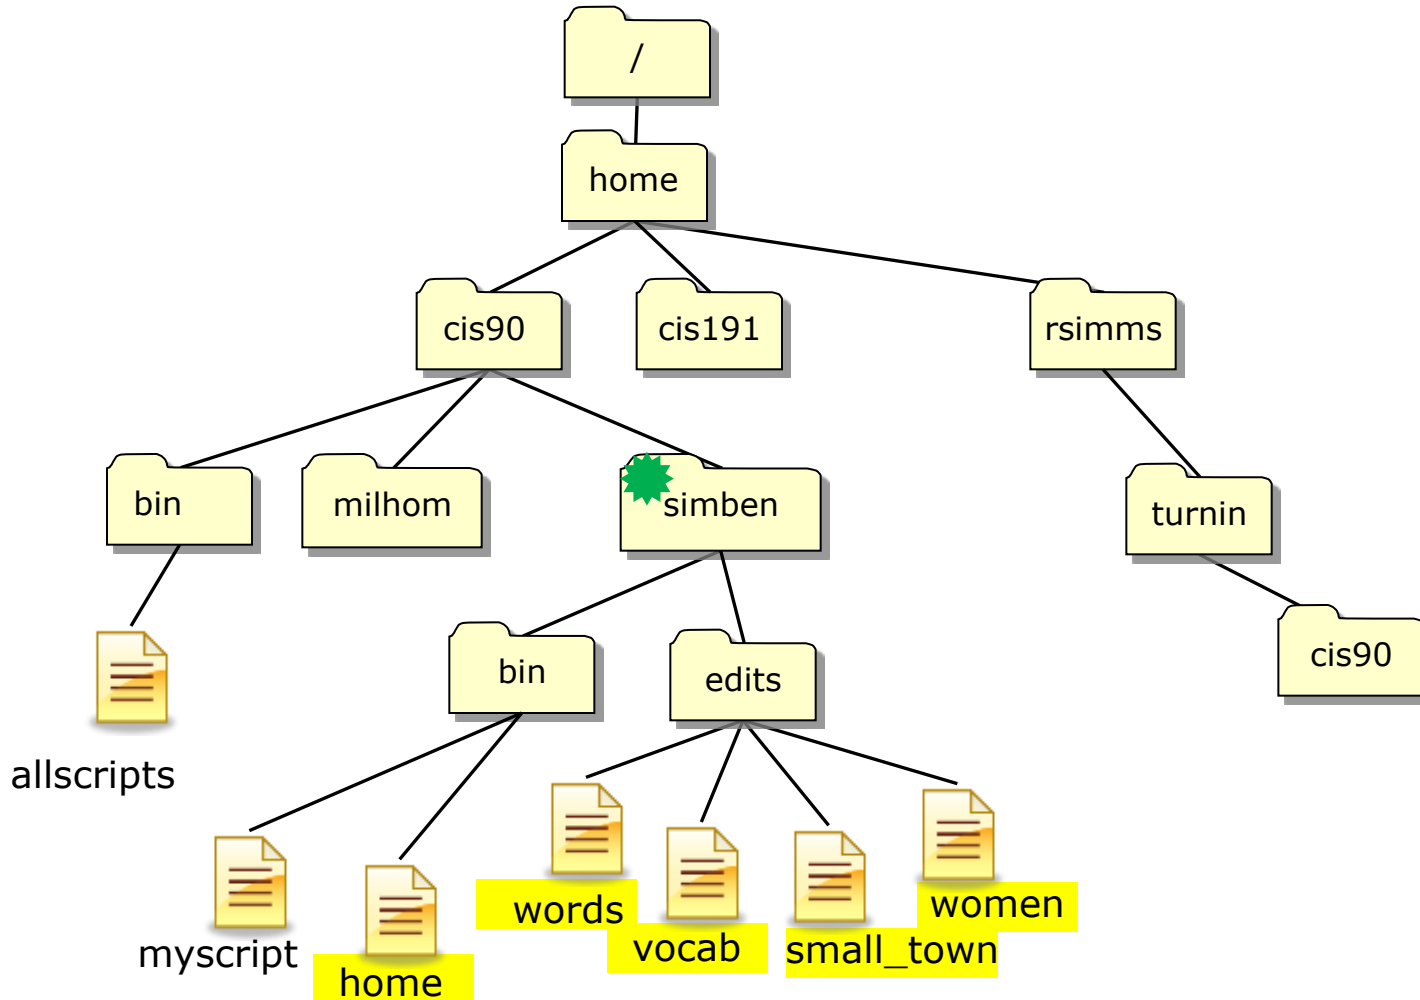 /
home
cis90
cis191
rsimms
bin
milhom
simben
turnin
bin
edits
cis90
allscripts
myscript
home
words
vocab
small_town
women